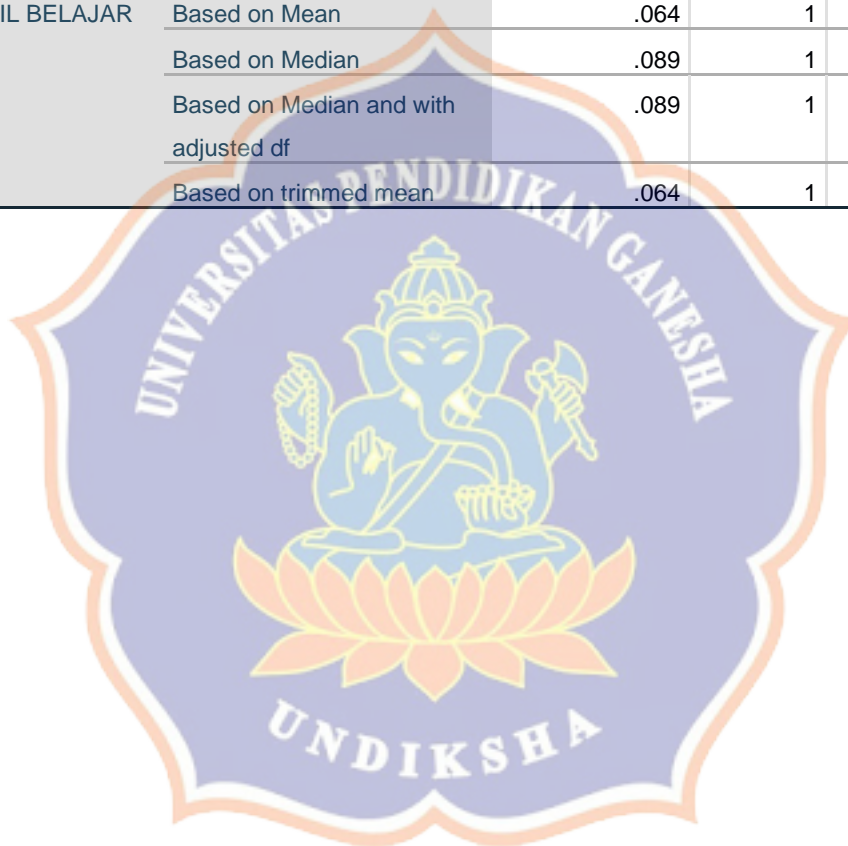 IL BELAJAR Based on Mean .064 1
Based on Median .089 1
Based on Median and with .089 1
adjusted df
Based on trimmed mean .064 1
UNIVERSITAS PENDIDIKAN GANESHA
UNDIKSHA